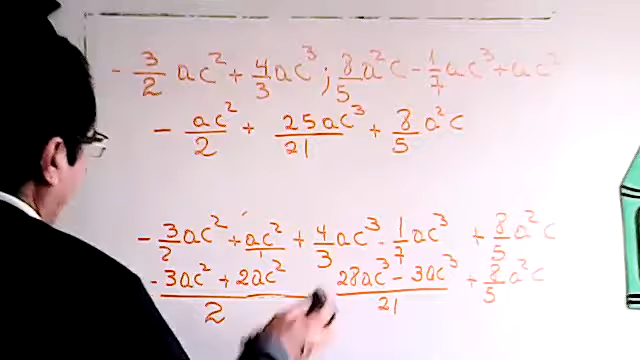 - 3/2 ac² + 4/3 ac³ ; 8/5 a²c - 1/7 ac³ + ac²
- ac²/2 + 25ac³/21 + 8/5 a²c
- 3/2 ac² + ac²/1 + 4/3 ac³ - 1/7 ac³ + 8/5 a²c
- 3ac² + 2ac² / 2 28ac³ - 3ac³ / 21 + 8/5 a²c